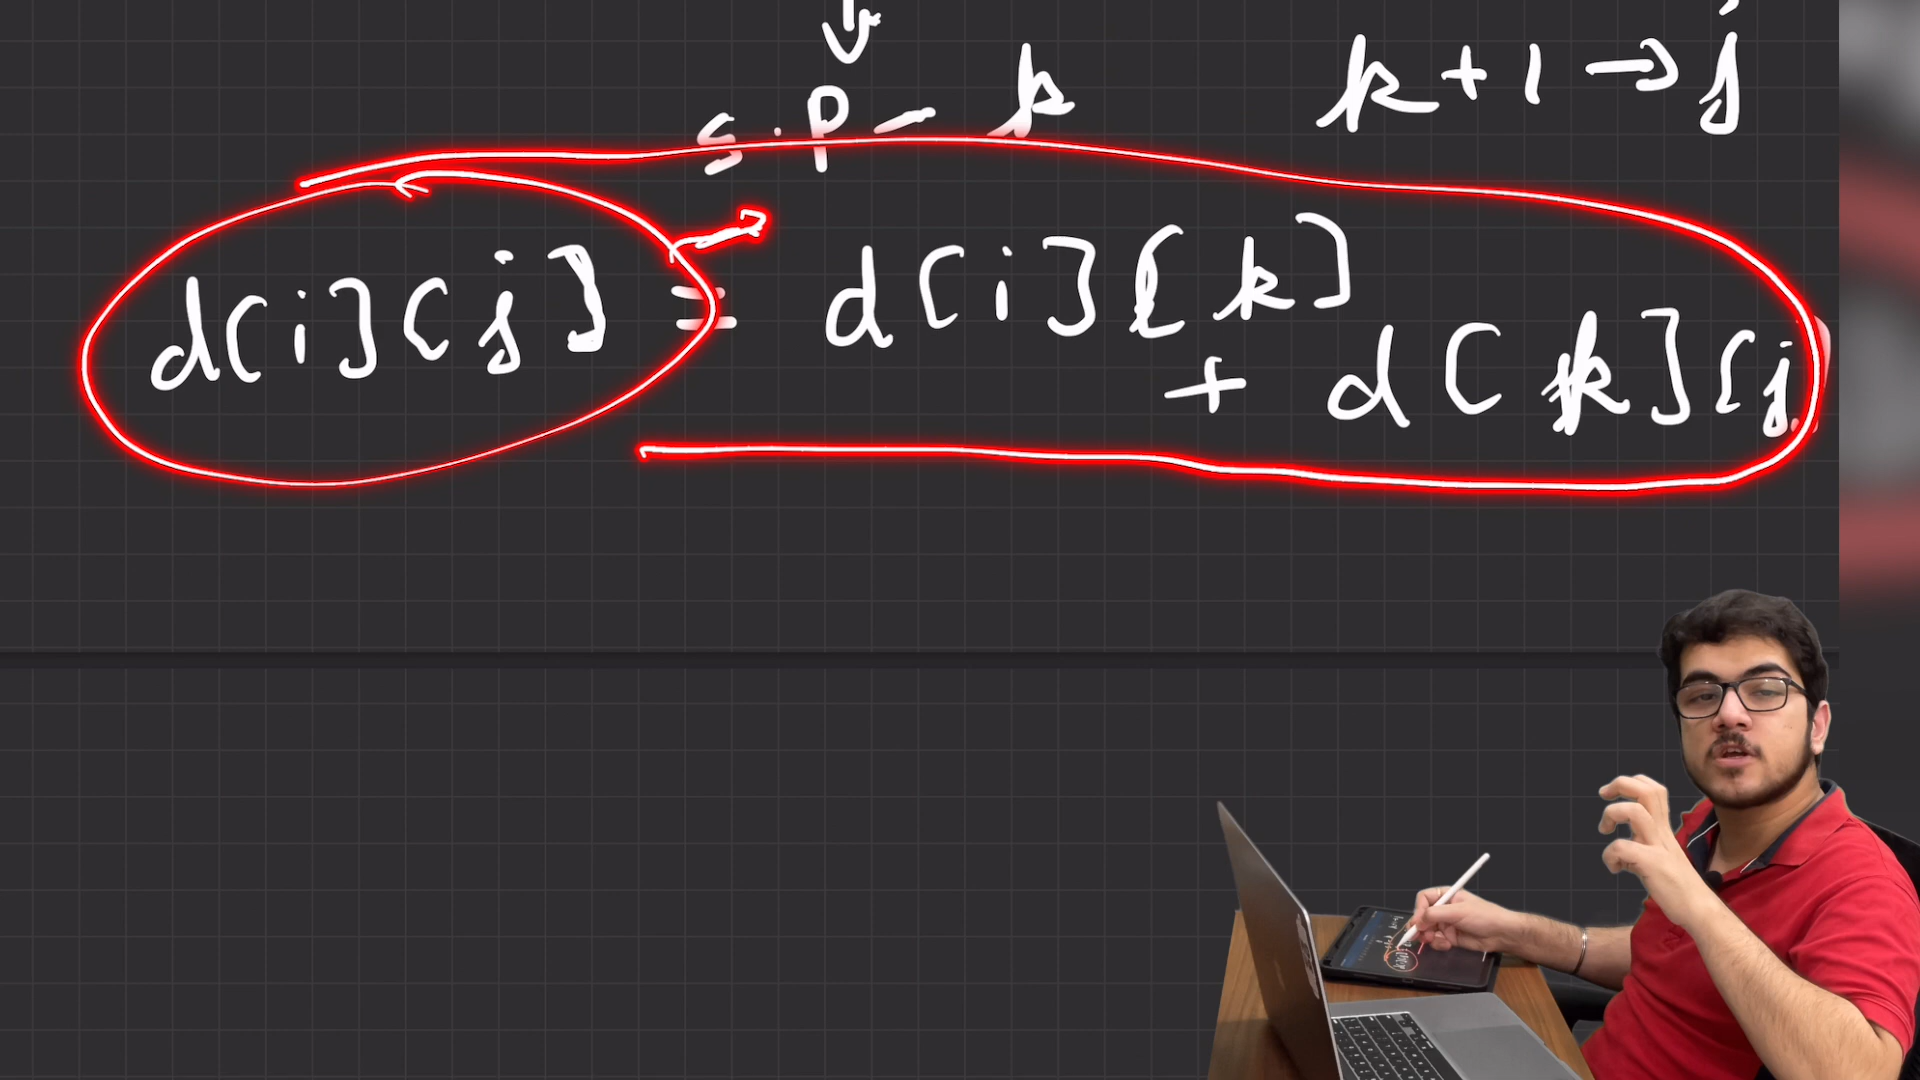 s.p - k
k+1 → j
d[i][j] = d[i][k]
+ d[k][j